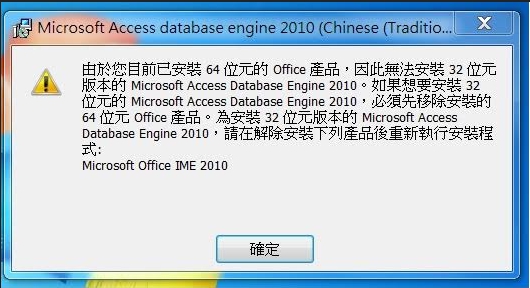 Microsoft Access database engine 2010 (Chinese (Traditio...
由於您目前已安裝 64 位元的 Office 產品，因此無法安裝 32 位元
版本的 Microsoft Access Database Engine 2010。如果想要安裝 32
位元的 Microsoft Access Database Engine 2010，必須先移除安裝的
64 位元 Office 產品。為安裝 32 位元版本的 Microsoft Access
Database Engine 2010，請在解除安裝下列產品後重新執行安裝程
式:
Microsoft Office IME 2010
確定